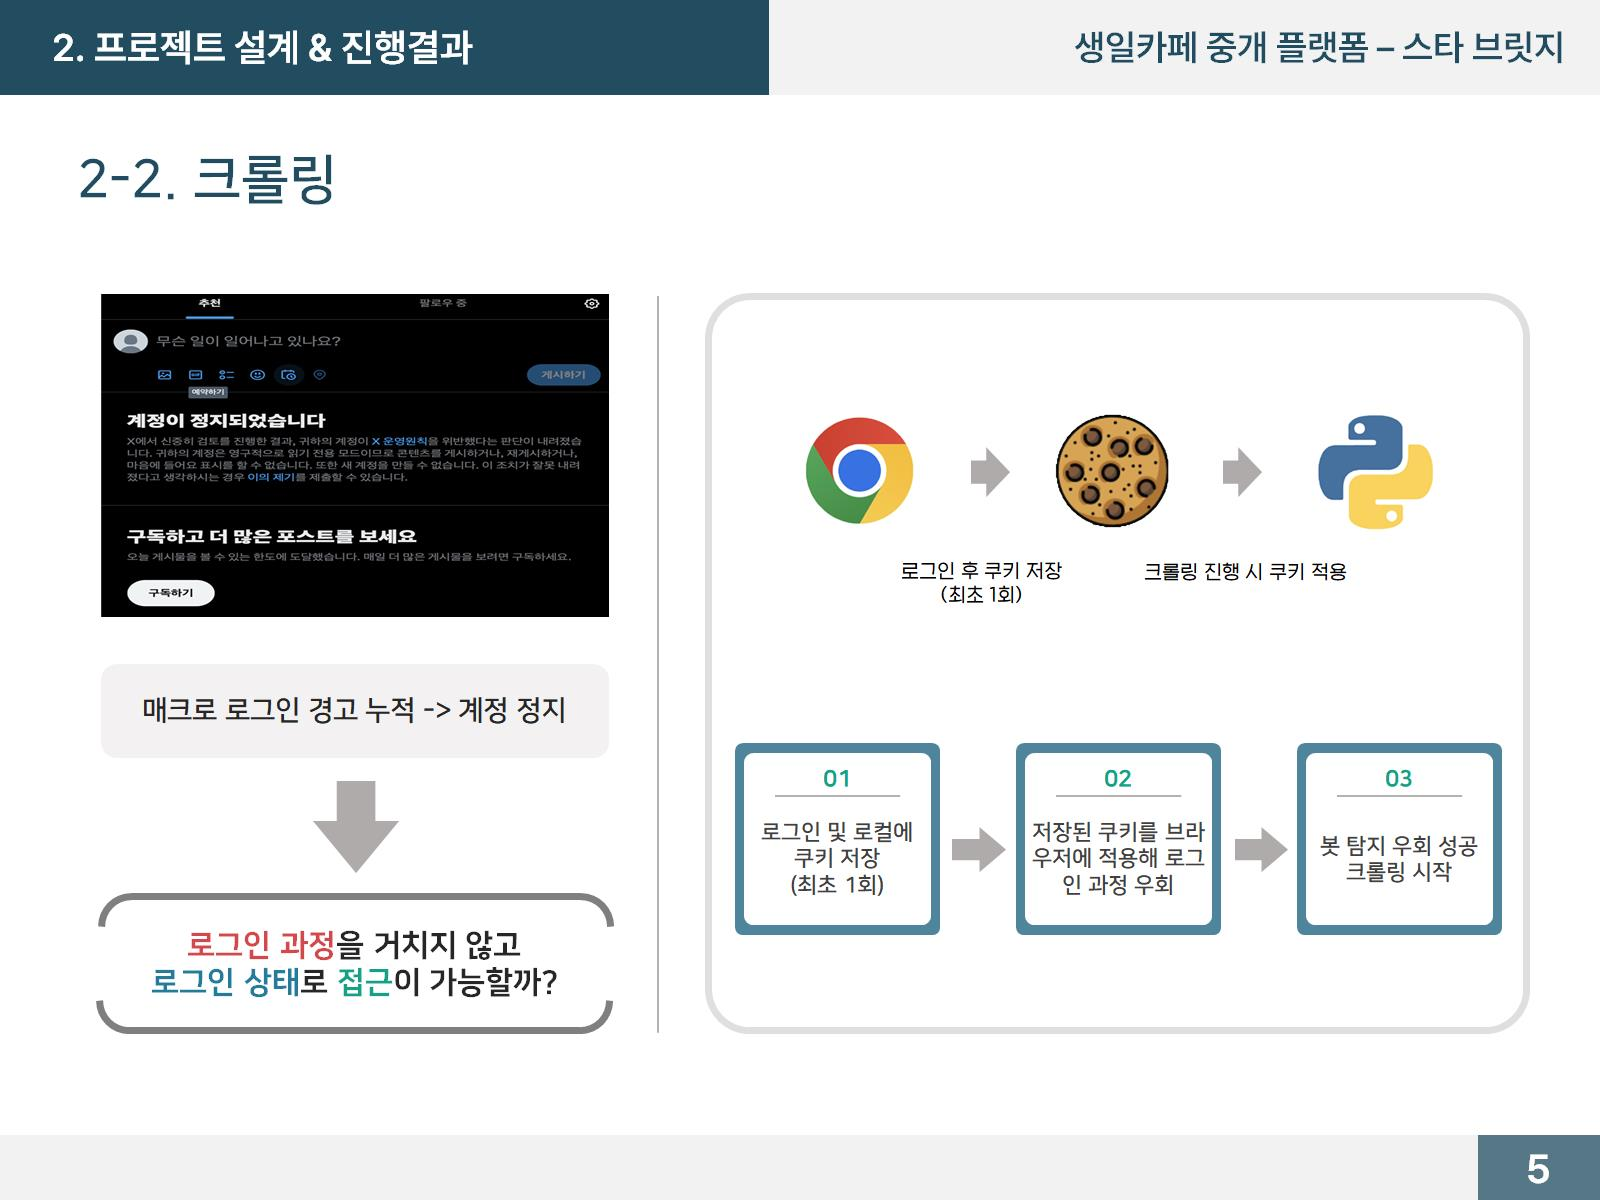 2. 프로젝트 설계 & 진행결과
생일카페 중개 플랫폼 – 스타 브릿지
2-2. 크롤링
추천
팔로우 중
무슨 일이 일어나고 있나요?
게시하기
예약하기
계정이 정지되었습니다
X에서 신중히 검토를 진행한 결과, 귀하의 계정이 X 운영원칙을 위반했다는 판단이 내려졌습
니다. 귀하의 계정은 영구적으로 읽기 전용 모드이므로 콘텐츠를 게시하거나, 재게시하거나,
마음에 들어요 표시를 할 수 없습니다. 또한 새 계정을 만들 수 없습니다. 이 조치가 잘못 내려
졌다고 생각하시는 경우 이의 제기를 제출할 수 있습니다.
구독하고 더 많은 포스트를 보세요
오늘 게시물을 볼 수 있는 한도에 도달했습니다. 매일 더 많은 게시물을 보려면 구독하세요.
구독하기
매크로 로그인 경고 누적 -> 계정 정지
로그인 과정을 거치지 않고
로그인 상태로 접근이 가능할까?
로그인 후 쿠키 저장
(최초 1회)
크롤링 진행 시 쿠키 적용
01
로그인 및 로컬에
쿠키 저장
(최초 1회)
02
저장된 쿠키를 브라
우저에 적용해 로그
인 과정 우회
03
봇 탐지 우회 성공
크롤링 시작
5